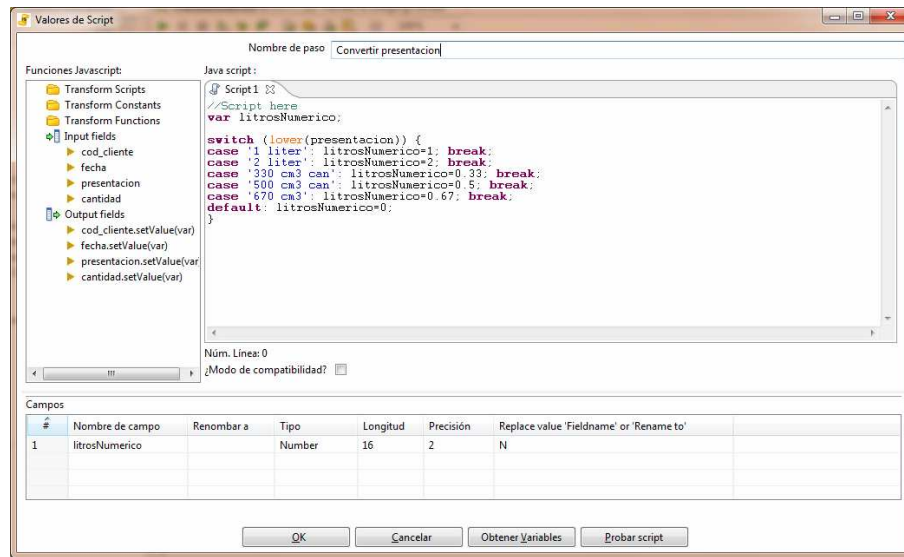 Valores de Script
Nombre de paso Convertir presentacion
Funciones Javascript:
Transform Scripts
Transform Constants
Transform Functions
Input fields
cod_cliente
fecha
presentacion
cantidad
Output fields
cod_cliente.setValue(var)
fecha.setValue(var)
presentacion.setValue(var
cantidad.setValue(var)
Java script :
Script 1
//Script here
var litrosNumerico;
switch (lower(presentacion)) {
case '1 liter': litrosNumerico=1; break;
case '2 liter': litrosNumerico=2; break;
case '330 cm3 can': litrosNumerico=0.33; break;
case '500 cm3 can': litrosNumerico=0.5; break;
case '670 cm3': litrosNumerico=0.67; break;
default: litrosNumerico=0;
}
Núm. Línea: 0
¿Modo de compatibilidad?
Campos
# Nombre de campo Renombar a Tipo Longitud Precisión Replace value 'Fieldname' or 'Rename to'
1 litrosNumerico Number 16 2 N
OK Cancelar Obtener Variables Probar script